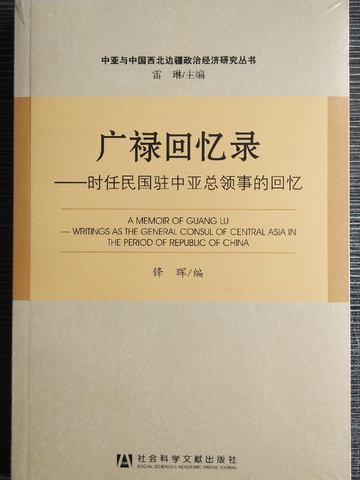 中亚与中国西北边疆政治经济研究丛书
雷 琳/主编
广禄回忆录
——时任民国驻中亚总领事的回忆
A MEMOIR OF GUANG LU
— WRITINGS AS THE GENERAL CONSUL OF CENTRAL ASIA IN
THE PERIOD OF REPUBLIC OF CHINA
锋 晖/编
社会科学文献出版社
SOCIAL SCIENCES ACADEMIC PRESS (CHINA)